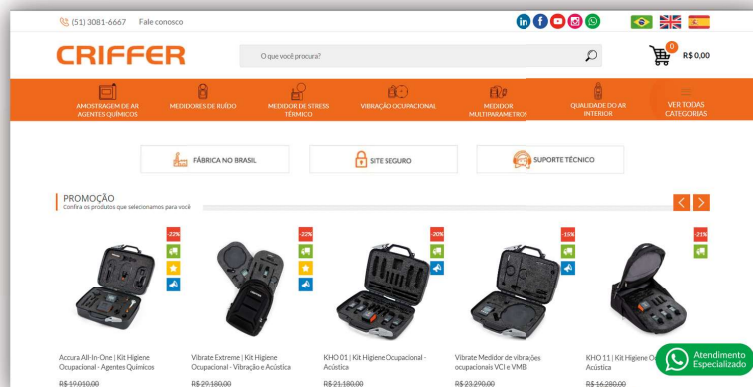 (51) 3081-6667 Fale conosco
CRIFFER
O que você procura?
0
R$ 0,00
AMOSTRAGEM DE AR
AGENTES QUÍMICOS
MEDIDORES DE RUÍDO
MEDIDOR DE STRESS
TÉRMICO
VIBRAÇÃO OCUPACIONAL
MEDIDOR
MULTIPARAMETROS
QUALIDADE DO AR
INTERIOR
VER TODAS
CATEGORIAS
FÁBRICA NO BRASIL
SITE SEGURO
SUPORTE TÉCNICO
PROMOÇÃO
Confira os produtos que selecionamos para você
-22%
-22%
-20%
-15%
-21%
Accura All-In-One | Kit Higiene
Ocupacional - Agentes Químicos
R$ 19.010,00
Vibrate Extreme | Kit Higiene
Ocupacional - Vibração e Acústica
R$ 29.180,00
KHO 01 | Kit Higiene Ocupacional -
Acústica
R$ 21.180,00
Vibrate Medidor de vibrações
ocupacionais VCI e VMB
R$ 23.290,00
KHO 11 | Kit Higiene
Acústica
R$ 16.280,00
Atendimento
Especializado